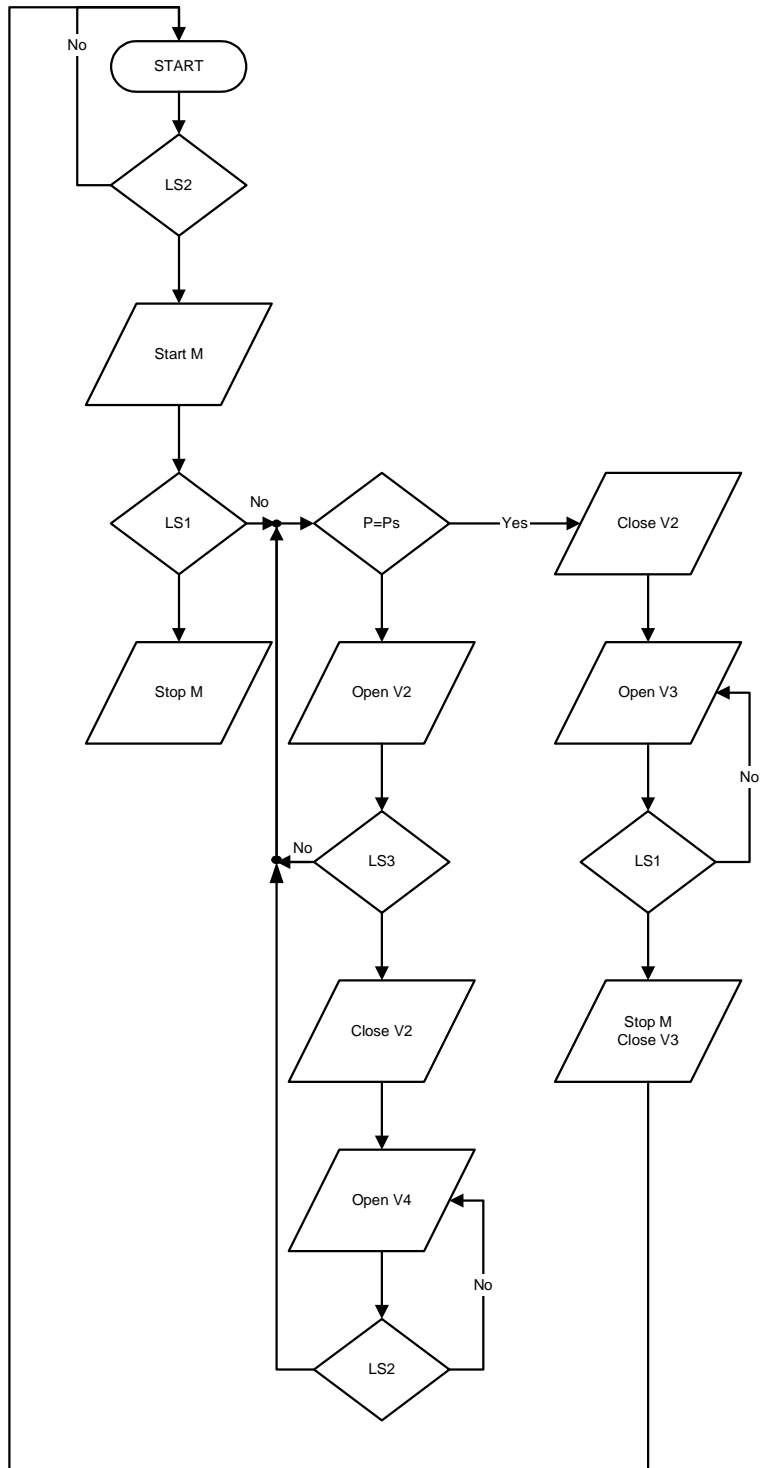 No
START
LS2
Start M
LS1
No
P=Ps
Yes
Close V2
Stop M
Open V2
Open V3
No
LS3
No
LS1
Close V2
Stop M
Close V3
Open V4
No
LS2